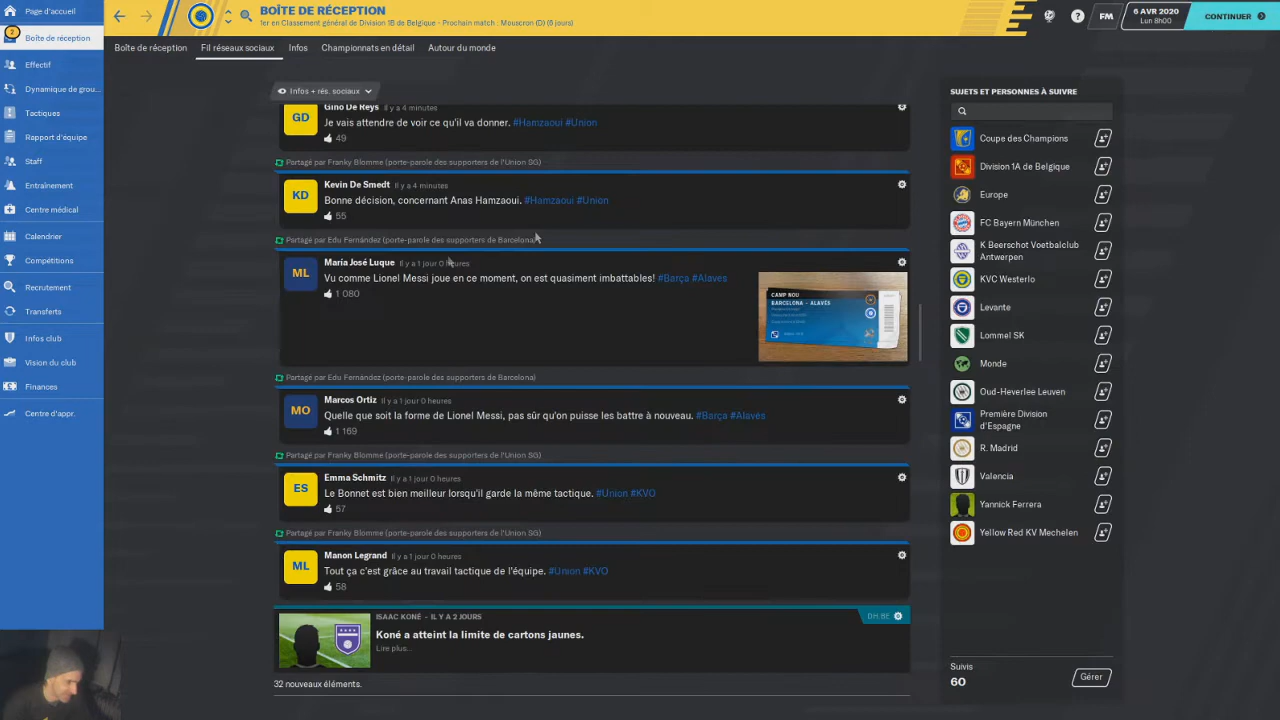 Page d'accueil
2
Boîte de réception
Effectif
Dynamique de grou...
Tactiques
Rapport d'équipe
Staff
Entraînement
Centre médical
Calendrier
Compétitions
Recrutement
Transferts
Infos club
Vision du club
Finances
Centre d'appr.
BOÎTE DE RÉCEPTION
1er en Classement général de Division 1B de Belgique - Prochain match : Mouscron (D) (5 jours)
FM
6 AVR 2020
Lun 8h00
CONTINUER
Boîte de réception
Fil réseaux sociaux
Infos
Championnats en détail
Autour du monde
Infos + rés. sociaux
GD
Gino De Reys Il y a 4 minutes
Je vais attendre de voir ce qu'il va donner. #Hamzaoui #Union
49
Partagé par Franky Blomme (porte-parole des supporters de l'Union SG)
KD
Kevin De Smedt Il y a 4 minutes
Bonne décision, concernant Anas Hamzaoui. #Hamzaoui #Union
55
Partagé par Edu Fernández (porte-parole des supporters de Barcelona)
ML
María José Luque Il y a 1 jour 0 heures
Vu comme Lionel Messi joue en ce moment, on est quasiment imbattables! #Barça #Alavés
1 080
CAMP NOU
BARCELONA - ALAVÉS
Partagé par Edu Fernández (porte-parole des supporters de Barcelona)
MO
Marcos Ortiz Il y a 1 jour 0 heures
Quelle que soit la forme de Lionel Messi, pas sûr qu'on puisse les battre à nouveau. #Barça #Alavés
1 169
Partagé par Franky Blomme (porte-parole des supporters de l'Union SG)
ES
Emma Schmitz Il y a 1 jour 0 heures
Le Bonnet est bien meilleur lorsqu'il garde la même tactique. #Union #KVO
57
Partagé par Franky Blomme (porte-parole des supporters de l'Union SG)
ML
Manon Legrand Il y a 1 jour 0 heures
Tout ça c'est grâce au travail tactique de l'équipe. #Union #KVO
58
ISAAC KONÉ - IL Y A 2 JOURS
DH.BE
Koné a atteint la limite de cartons jaunes.
Lire plus...
32 nouveaux éléments.
SUJETS ET PERSONNES À SUIVRE
Coupe des Champions
Division 1A de Belgique
Europe
FC Bayern München
K Beerschot Voetbalclub
Antwerpen
KVC Westerlo
Levante
Lommel SK
Monde
Oud-Heverlee Leuven
Première Division
d'Espagne
R. Madrid
Valencia
Yannick Ferrera
Yellow Red KV Mechelen
Suivis
60
Gérer